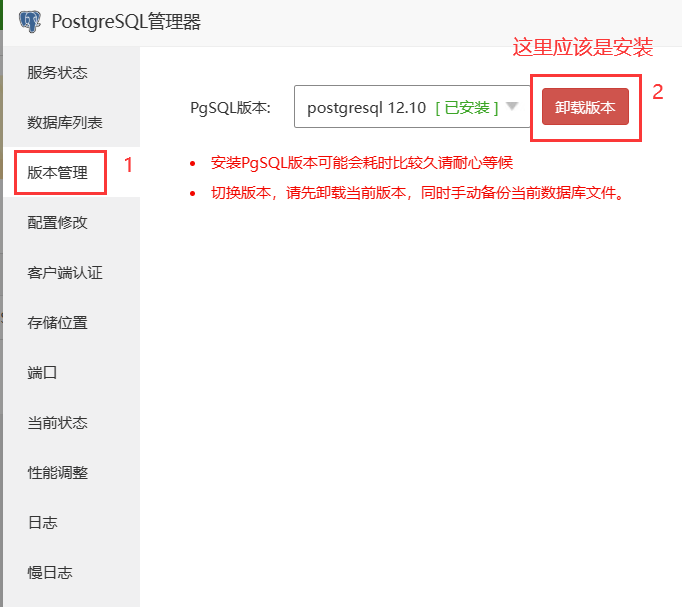 PostgreSQL管理器
这里应该是安装
服务状态
数据库列表
版本管理
1
配置修改
客户端认证
存储位置
端口
当前状态
性能调整
日志
慢日志
PgSQL版本:
postgresql 12.10 [ 已安装 ]
卸载版本
2
安装PgSQL版本可能会耗时比较久请耐心等候
切换版本，请先卸载当前版本，同时手动备份当前数据库文件。